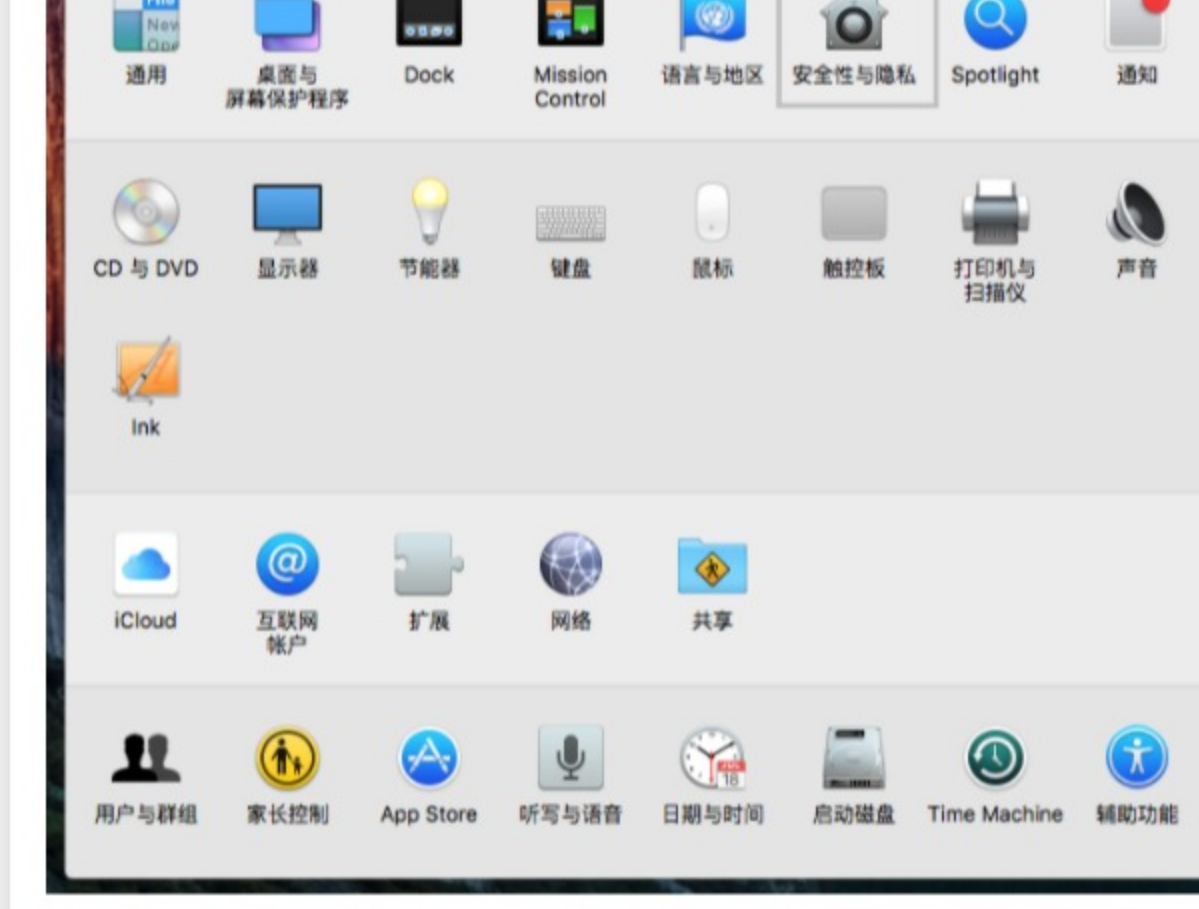 File
New
Ope
通用
桌面与
屏幕保护程序
Dock
Mission
Control
语言与地区
安全性与隐私
Spotlight
通知
CD 与 DVD
显示器
节能器
键盘
鼠标
触控板
打印机与
扫描仪
声音
Ink
iCloud
@
互联网
帐户
扩展
网络
共享
用户与群组
家长控制
App Store
听写与语音
JUL
18
日期与时间
启动磁盘
Time Machine
辅助功能